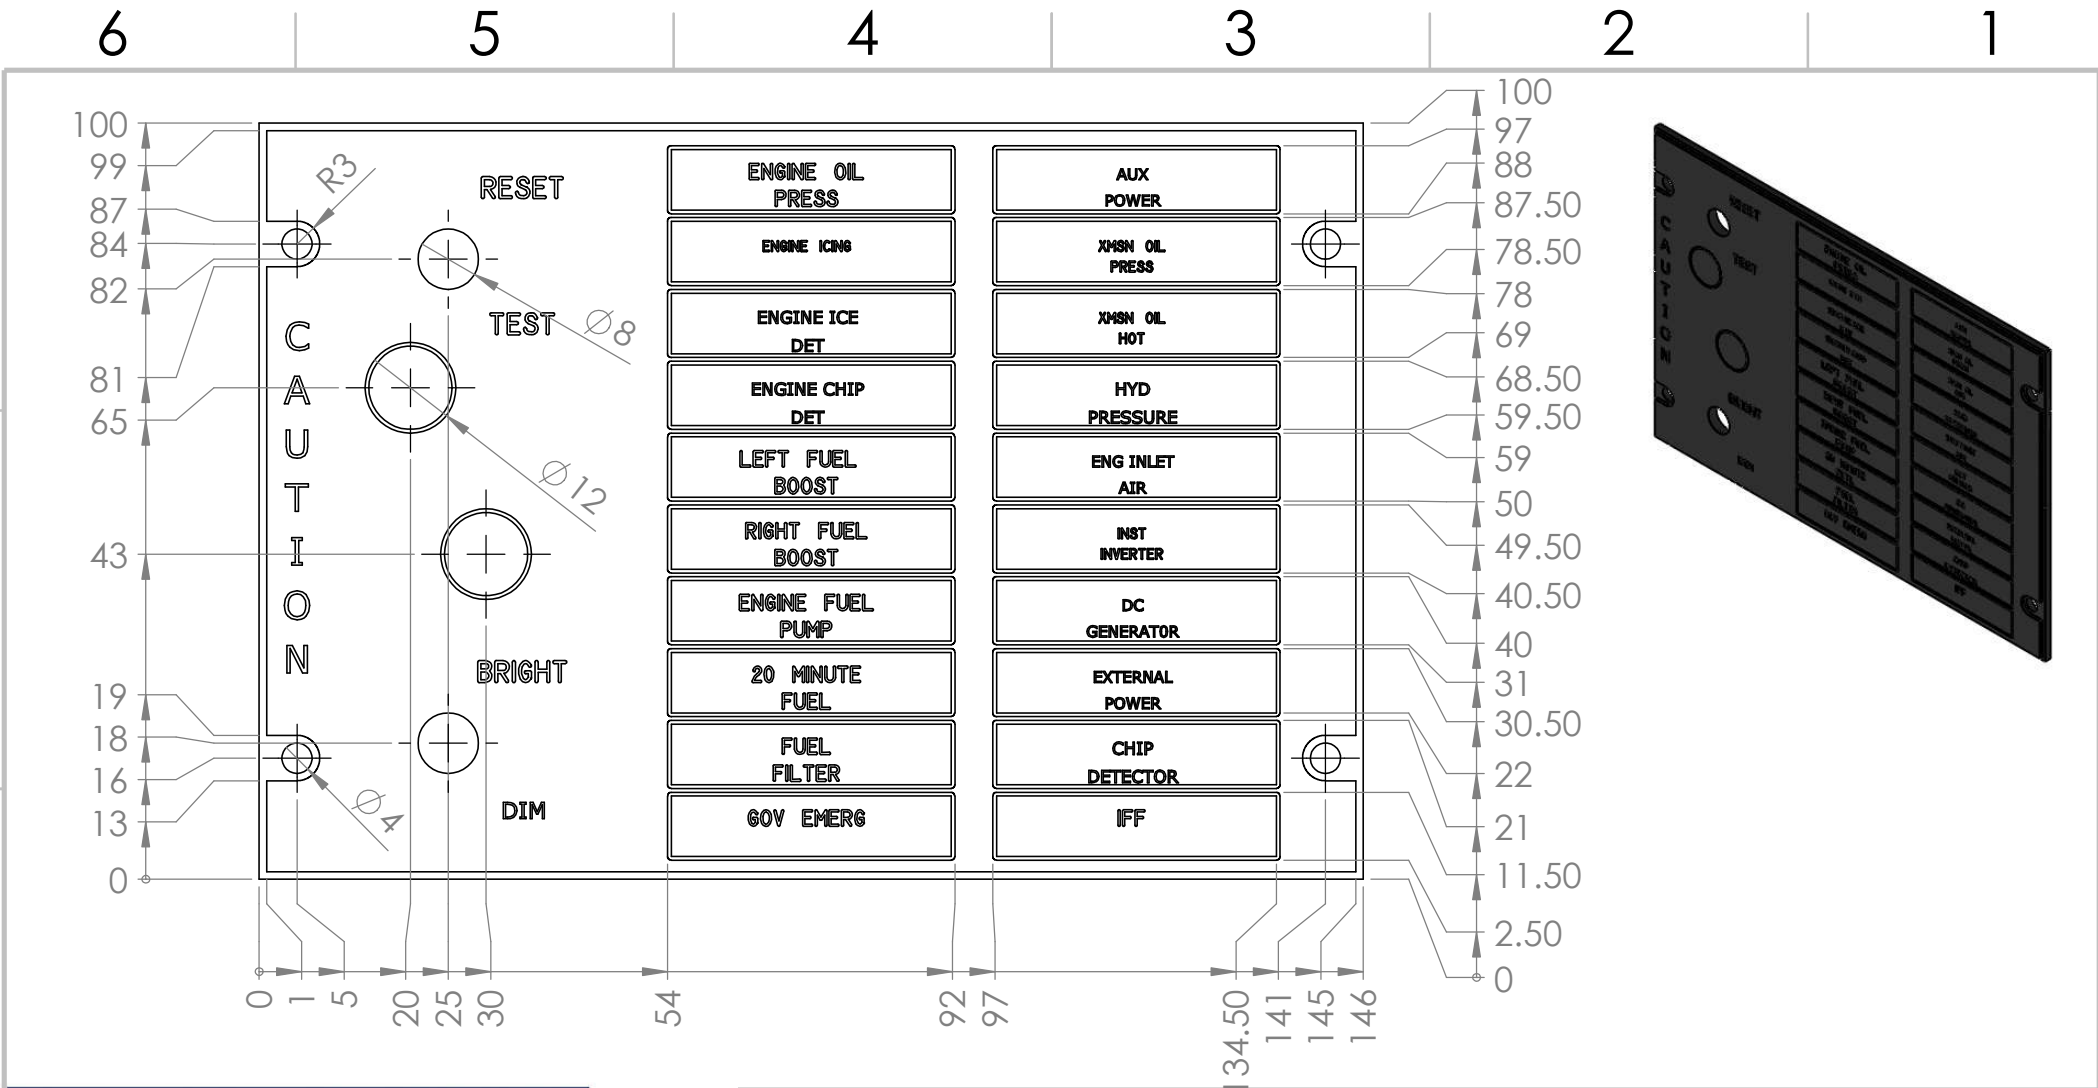 6 5 4 3 2 1
100
99
87
84
82
81
65
43
19
18
16
13
0
R3
Ø8
Ø12
Ø4
RESET
TEST
BRIGHT
DIM
C
A
U
T
I
O
N
ENGINE OIL
PRESS
ENGINE ICING
ENGINE ICE
DET
ENGINE CHIP
DET
LEFT FUEL
BOOST
RIGHT FUEL
BOOST
ENGINE FUEL
PUMP
20 MINUTE
FUEL
FUEL
FILTER
GOV EMERG
AUX
POWER
XMSN OIL
PRESS
XMSN OIL
HOT
HYD
PRESSURE
ENG INLET
AIR
INST
INVERTER
DC
GENERATOR
EXTERNAL
POWER
CHIP
DETECTOR
IFF
100
97
88
87.50
78.50
78
69
68.50
59.50
59
50
49.50
40.50
40
31
30.50
22
21
11.50
2.50
0
0 1 5 20 25 30 54 92 97 134.50 141 145 146
RESET
TEST
C
A
U
T
I
O
N